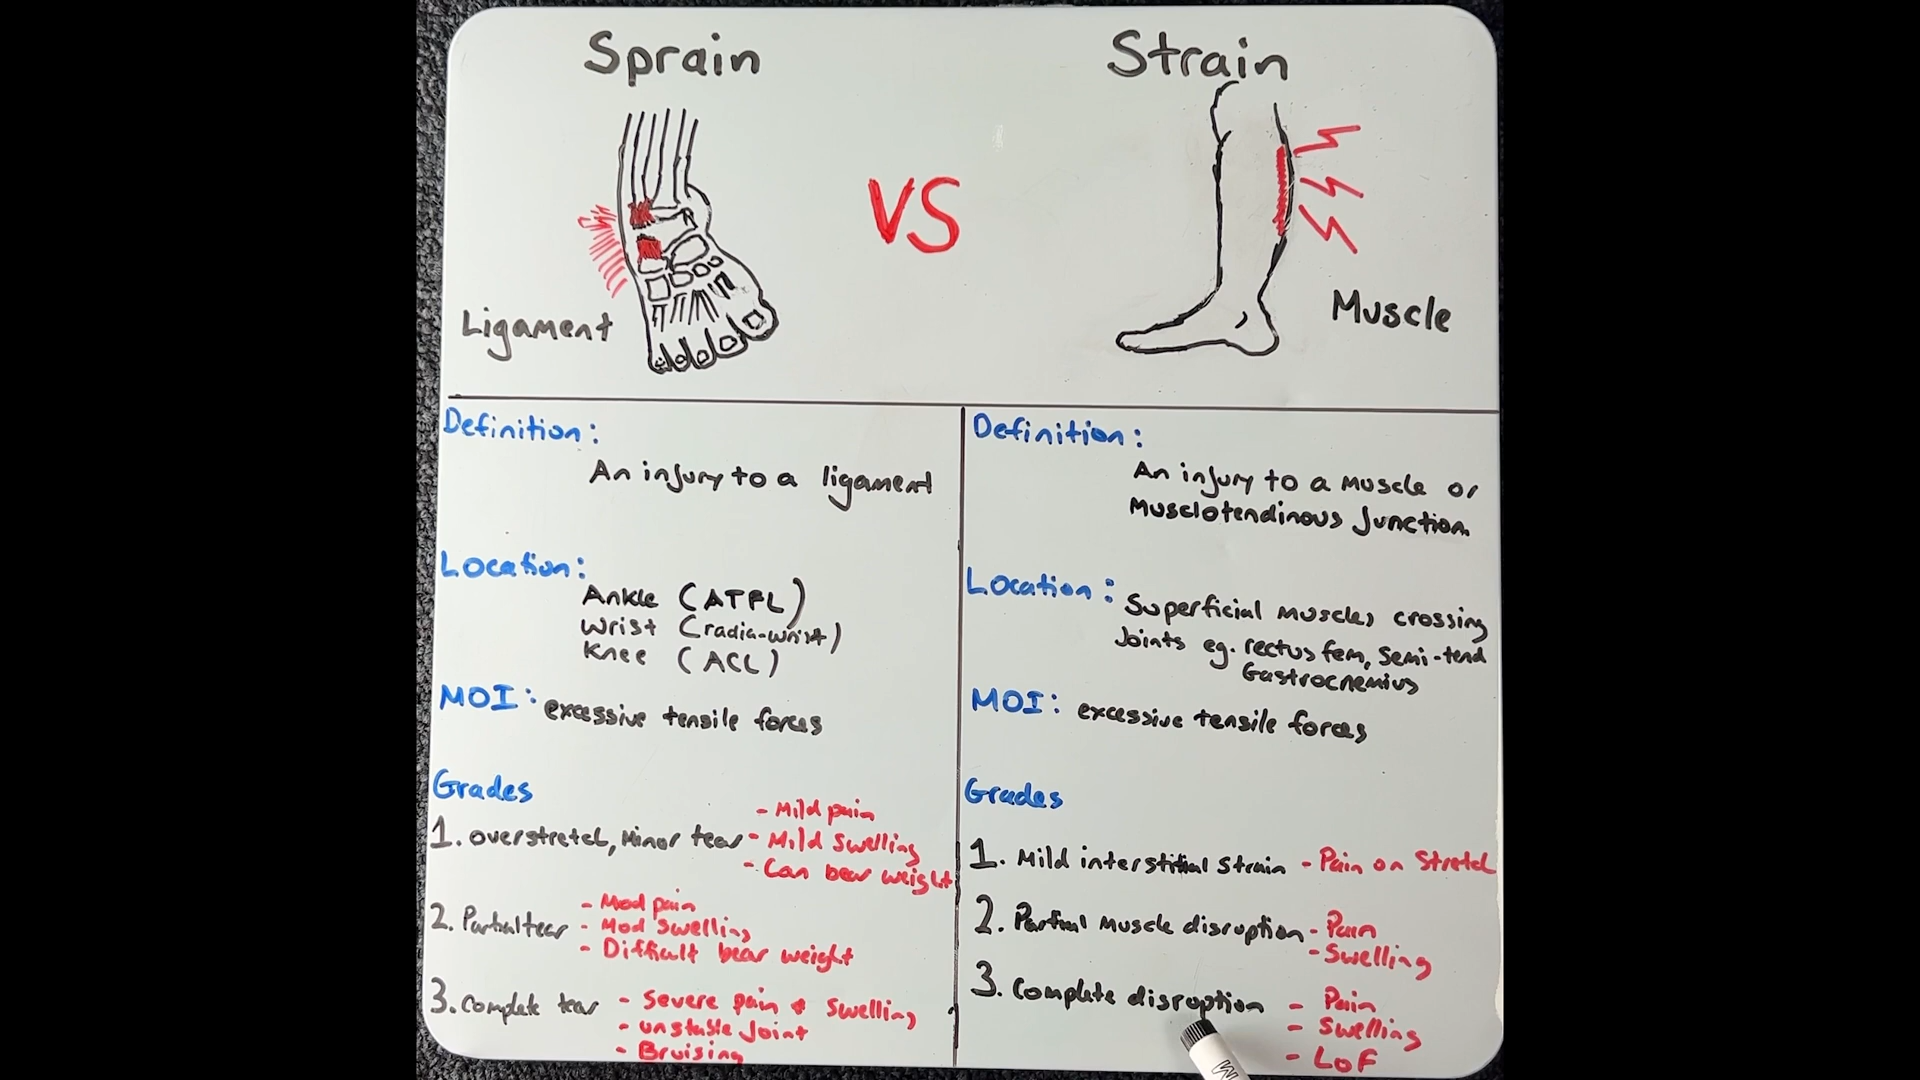 Sprain
Strain
VS
Ligament
Muscle
Definition:
An injury to a ligament
Location:
Ankle (ATFL)
Wrist (radia-wrist)
Knee (ACL)
MOI: excessive tensile forces
Grades
1. overstretch, Minor tear
- Mild pain
- Mild Swelling
- Can bear weight
2. Partial tear
- Mod pain
- Mod Swelling
- Difficult bear weight
3. Complete tear
- Severe pain + Swelling
- unstable Joint
- Bruising
Definition:
An injury to a Muscle or
Musclotendinous Junction
Location: Superficial Muscles crossing
Joints eg. rectus fem, Semi-tend
Gastrocnemius
MOI: excessive tensile forces
Grades
1. Mild interstitial Strain - Pain on Stretch
2. Partial Muscle disruption - Pain
- Swelling
3. Complete disruption - Pain
- Swelling
- LOF